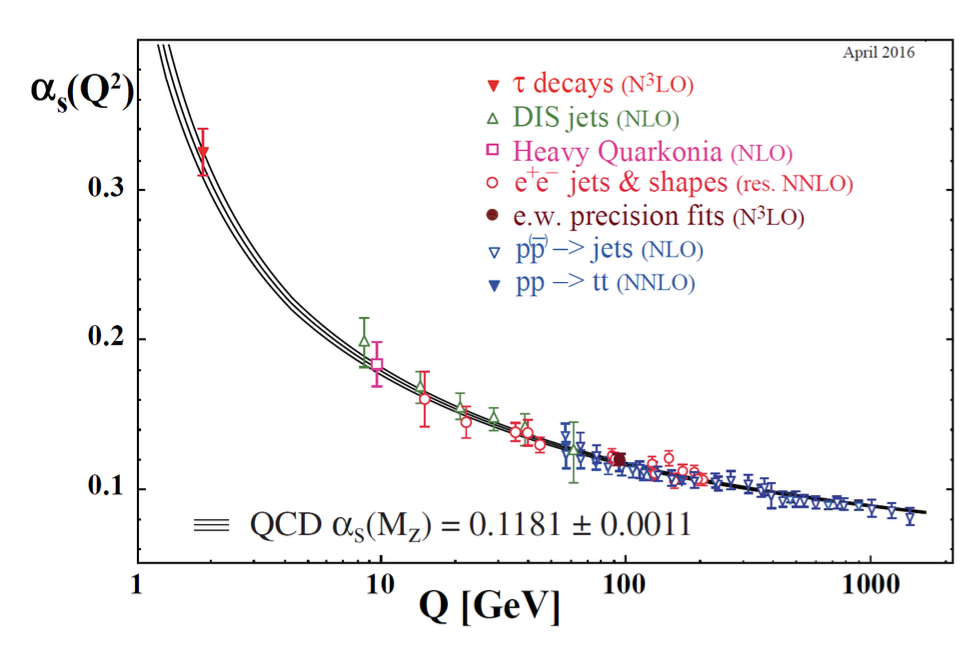 April 2016
αs(Q²)
τ decays (N³LO)
DIS jets (NLO)
Heavy Quarkonia (NLO)
e⁺e⁻ jets & shapes (res. NNLO)
e.w. precision fits (N³LO)
pp(‾) –> jets (NLO)
pp –> tt (NNLO)
0.3
0.2
0.1
QCD αs(Mz) = 0.1181 ± 0.0011
1 10 100 1000
Q [GeV]